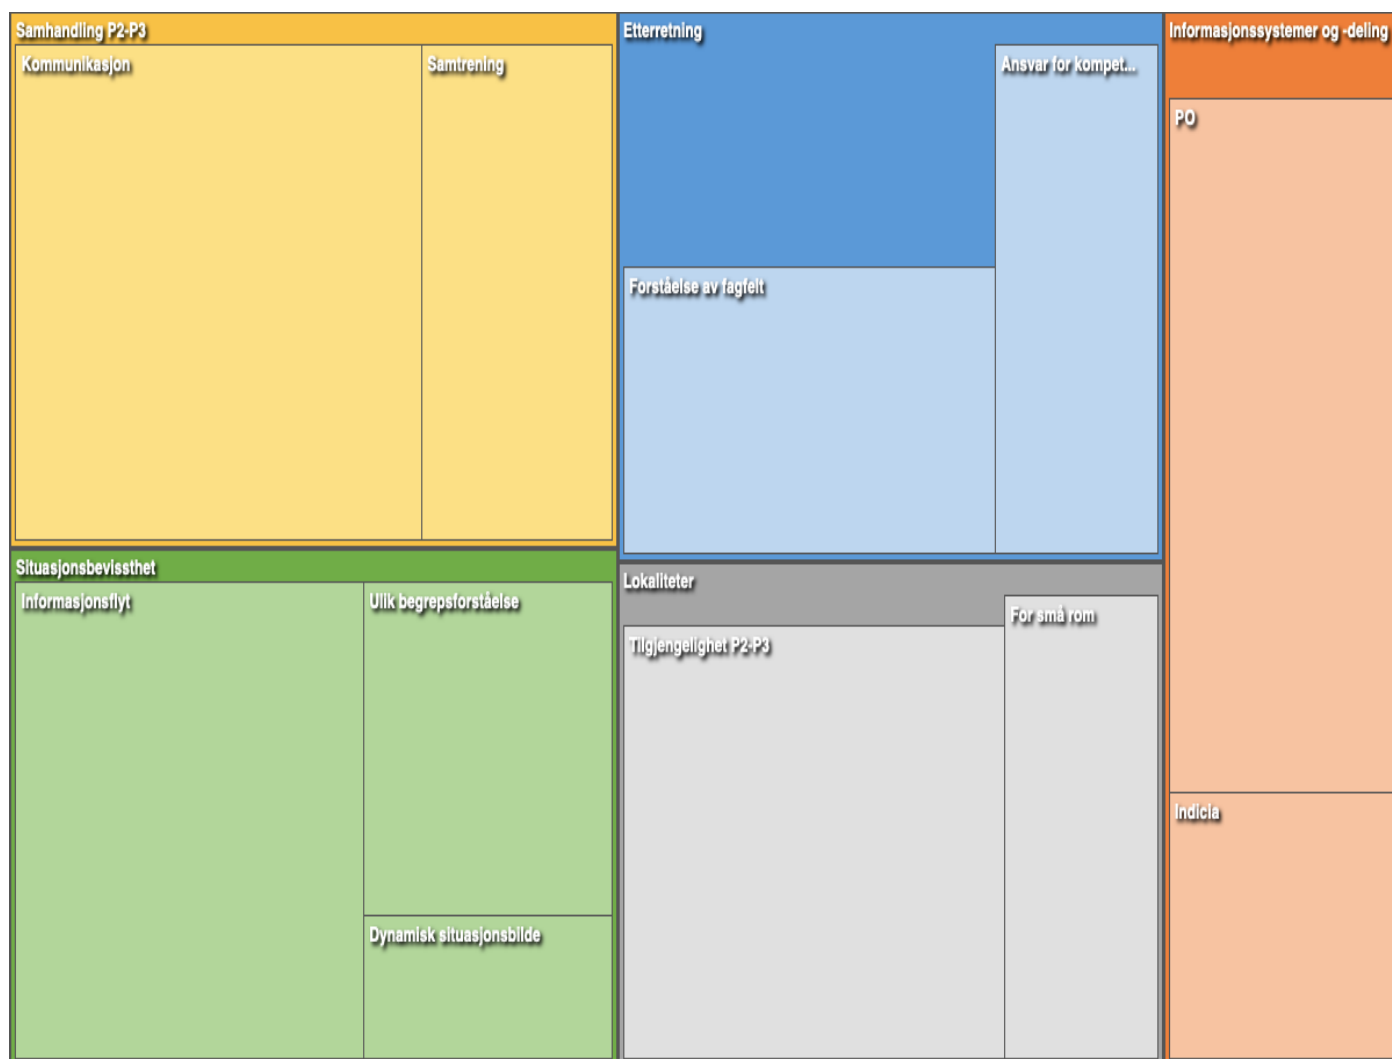 Samhandling P2-P3
Kommunikasjon
Samtrening
Situasjonsbevissthet
Informasjonsflyt
Ulik begrepsforståelse
Dynamisk situasjonsbilde
Etterretning
Ansvar for kompet...
Forståelse av fagfelt
Lokaliteter
Tilgjengelighet P2-P3
For små rom
Informasjonssystemer og -deling
PO
Indicia